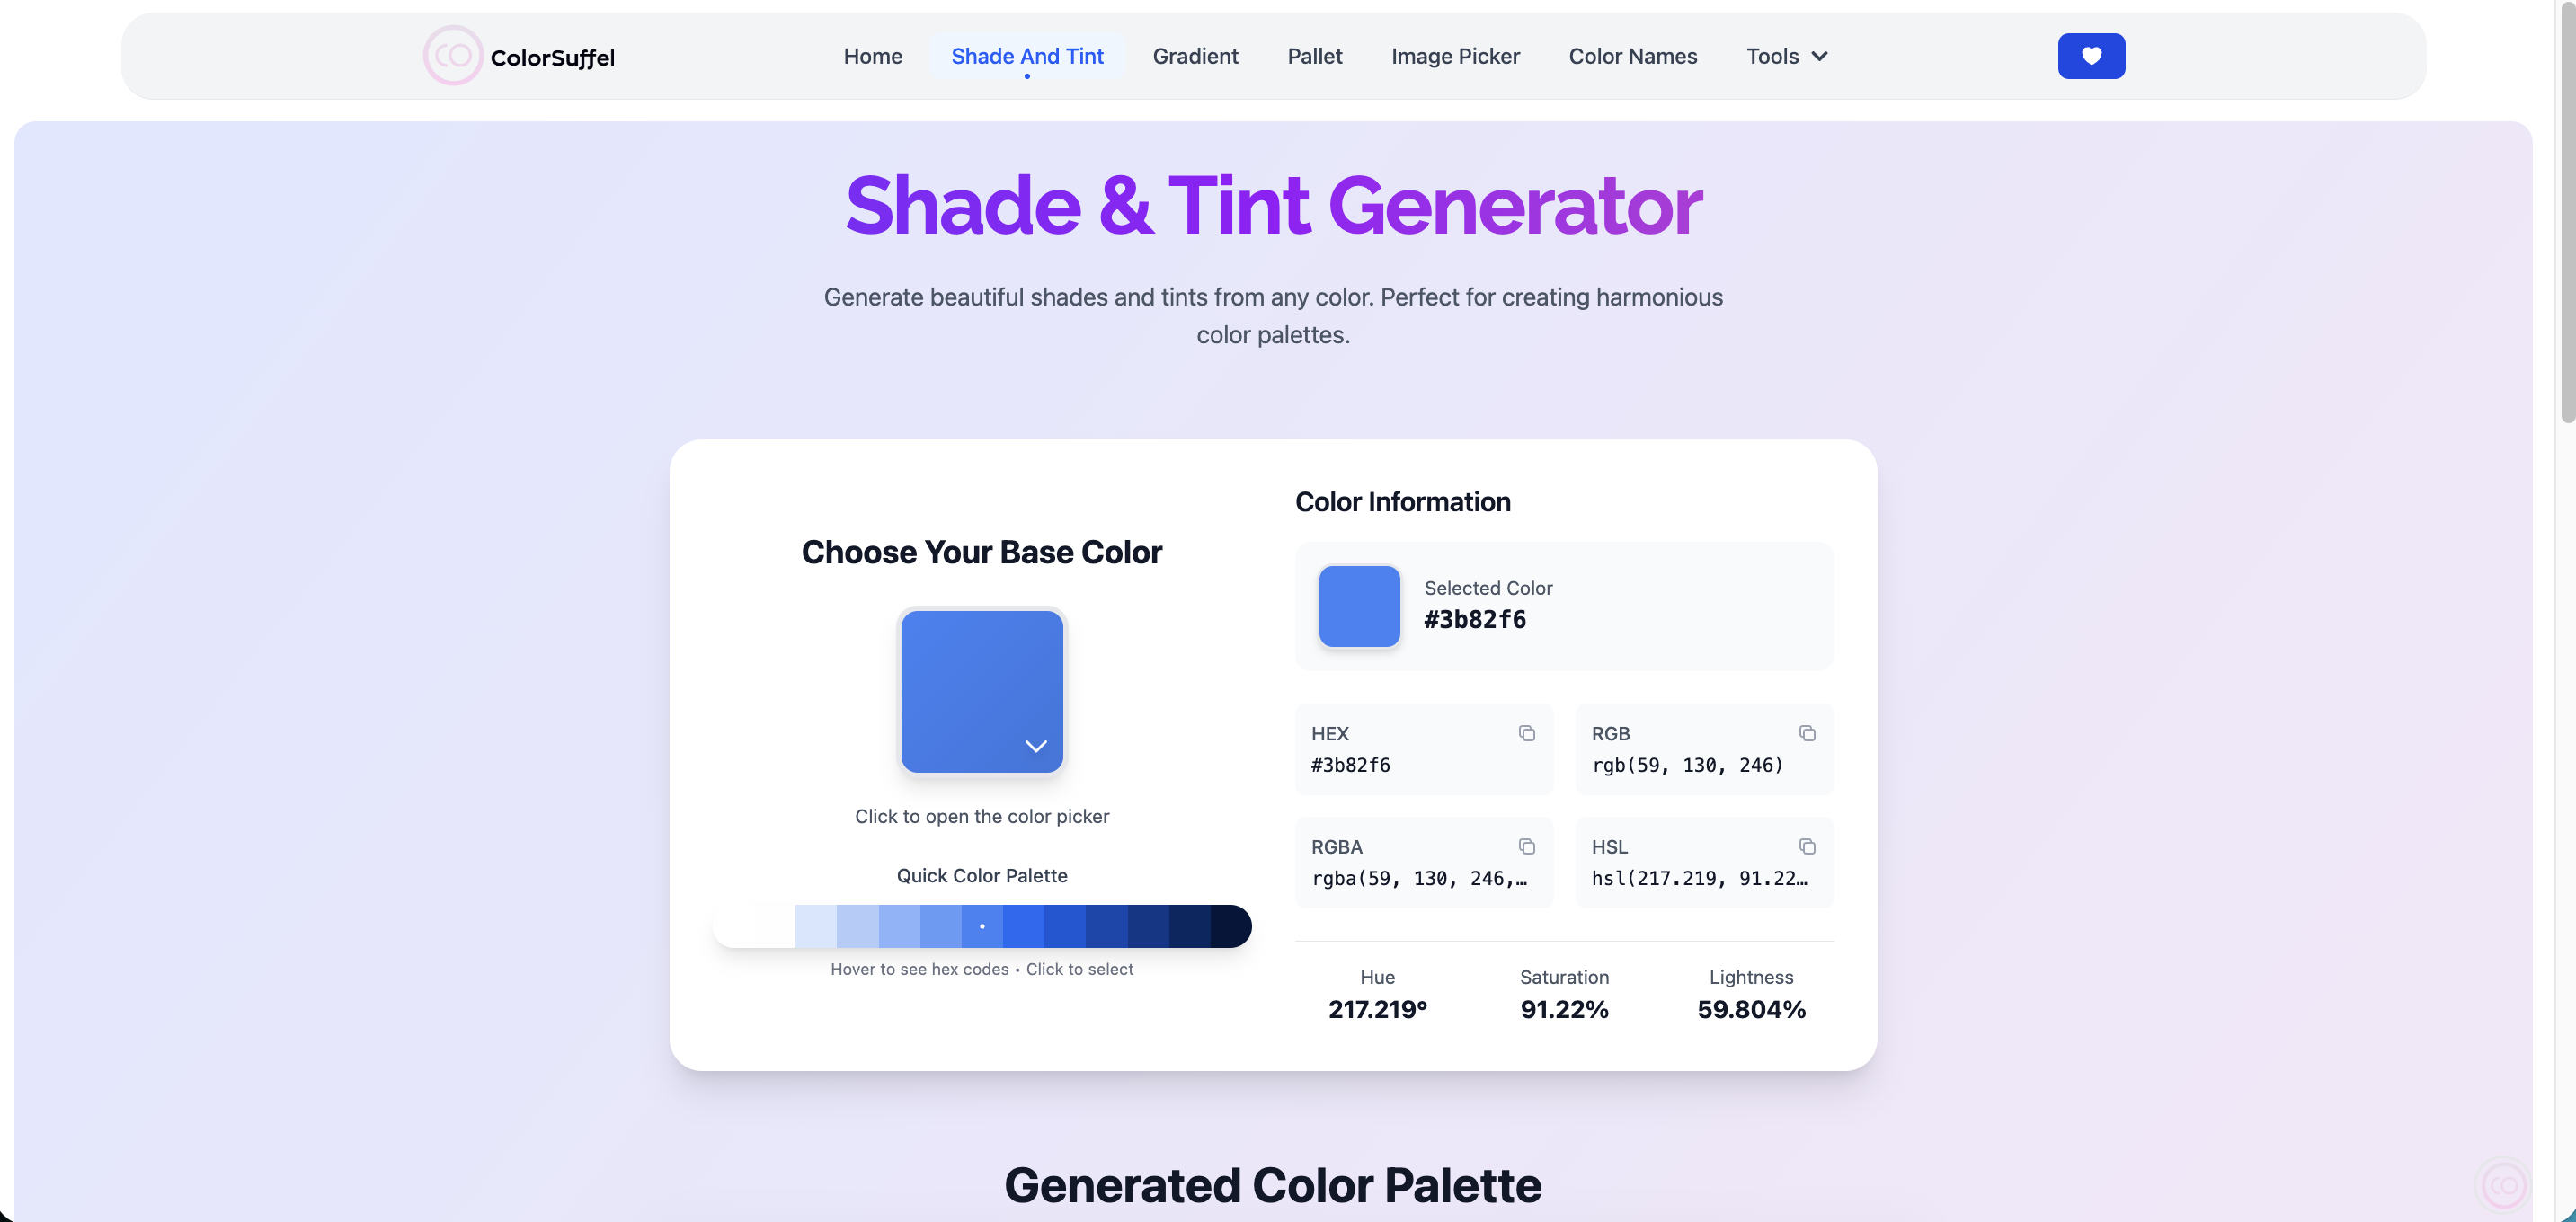 ColorSuffel
Home
Shade And Tint
Gradient
Pallet
Image Picker
Color Names
Tools
Shade & Tint Generator
Generate beautiful shades and tints from any color. Perfect for creating harmonious
color palettes.
Choose Your Base Color
Click to open the color picker
Quick Color Palette
Hover to see hex codes • Click to select
Color Information
Selected Color
#3b82f6
HEX
#3b82f6
RGB
rgb(59, 130, 246)
RGBA
rgba(59, 130, 246,…
HSL
hsl(217.219, 91.22…
Hue
217.219°
Saturation
91.22%
Lightness
59.804%
Generated Color Palette